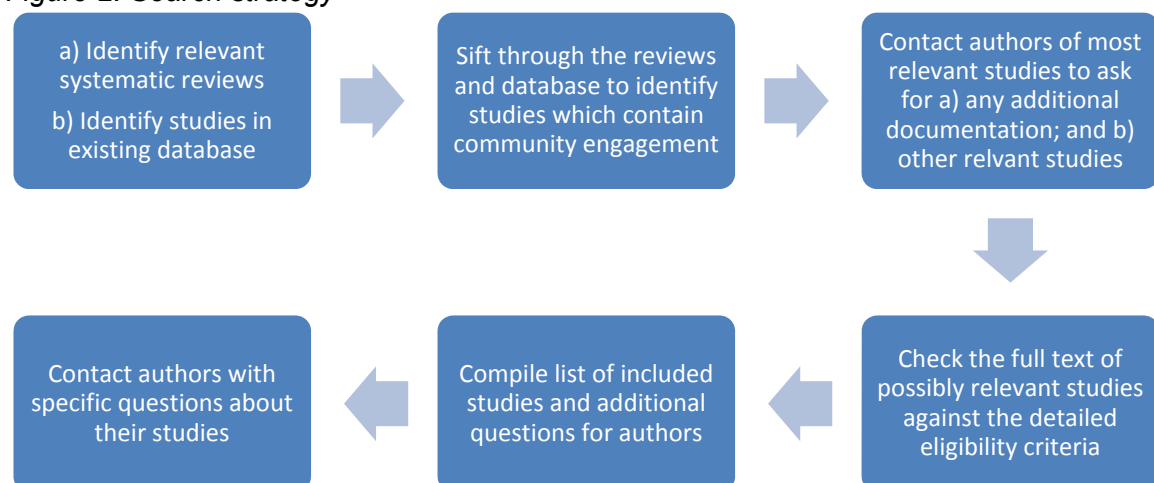 Figure Search strategy
a) Identify relevant
systematic reviews
b) Identify studies in
existing database
Sift through the reviews
and database to identify
studies which contain
community engagement
Contact authors of most
relevant studies to ask
for a) any additional
documentation; and b)
other relvant studies
Check the full text of
possibly relevant studies
against the detailed
eligibility criteria
Compile list of included
studies and additional
questions for authors
Contact authors with
specific questions about
their studies